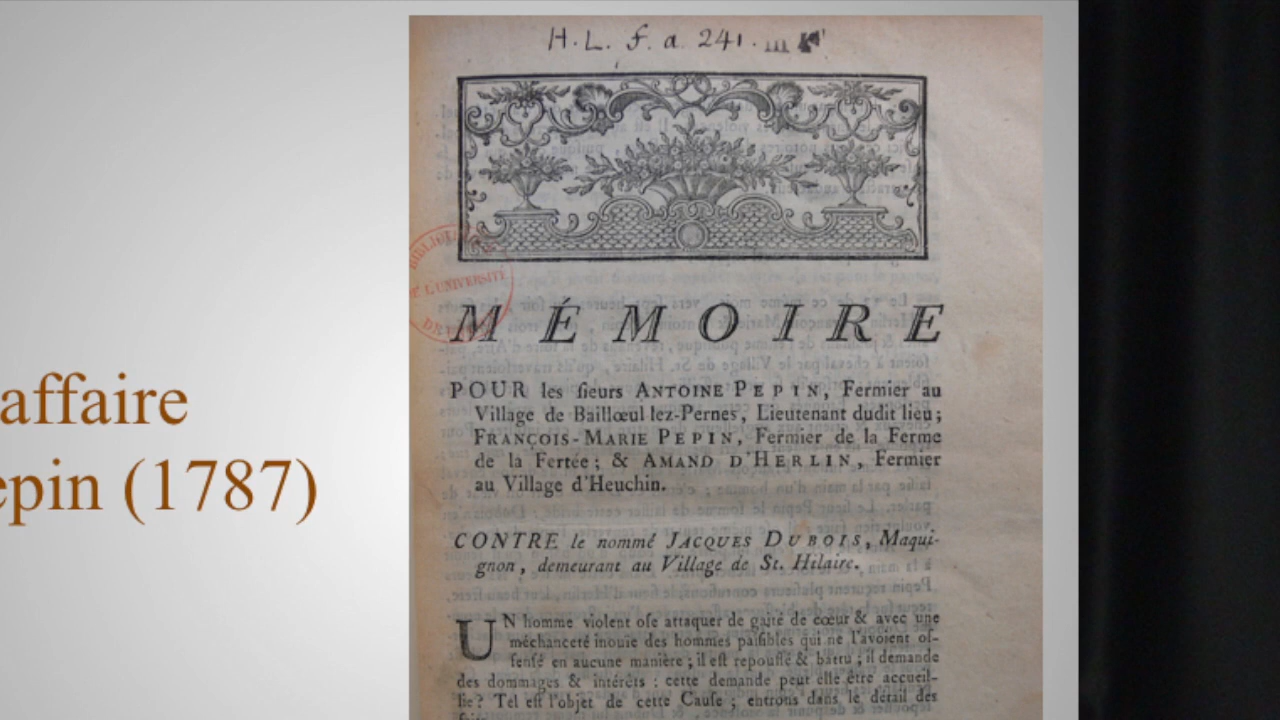 affaire
epin (1787)
H. L. f. a. 241.
BIBLIOT
DE L'UNIVERSITÉ
MÉMOIRE
POUR les sieurs ANTOINE PEPIN, Fermier au
Village de Baillœul lez-Pernes, Lieutenant dudit lieu;
FRANÇOIS-MARIE PEPIN, Fermier de la Ferme
de la Fertée; & AMAND D'HERLIN, Fermier
au Village d'Heuchin.
CONTRE le nommé JACQUES DUBOIS, Maqui-
gnon, demeurant au Village de St. Hilaire.
UN homme violent ose attaquer de gaité de cœur & avec une
méchanceté inouie des hommes paisibles qui ne l'avoient of-
fensé en aucune manière; il est repoussé & battu; il demande
des dommages & intérêts: cette demande peut elle être accueil-
lie? Tel est l'objet de cette Cause; entrons dans le détail des